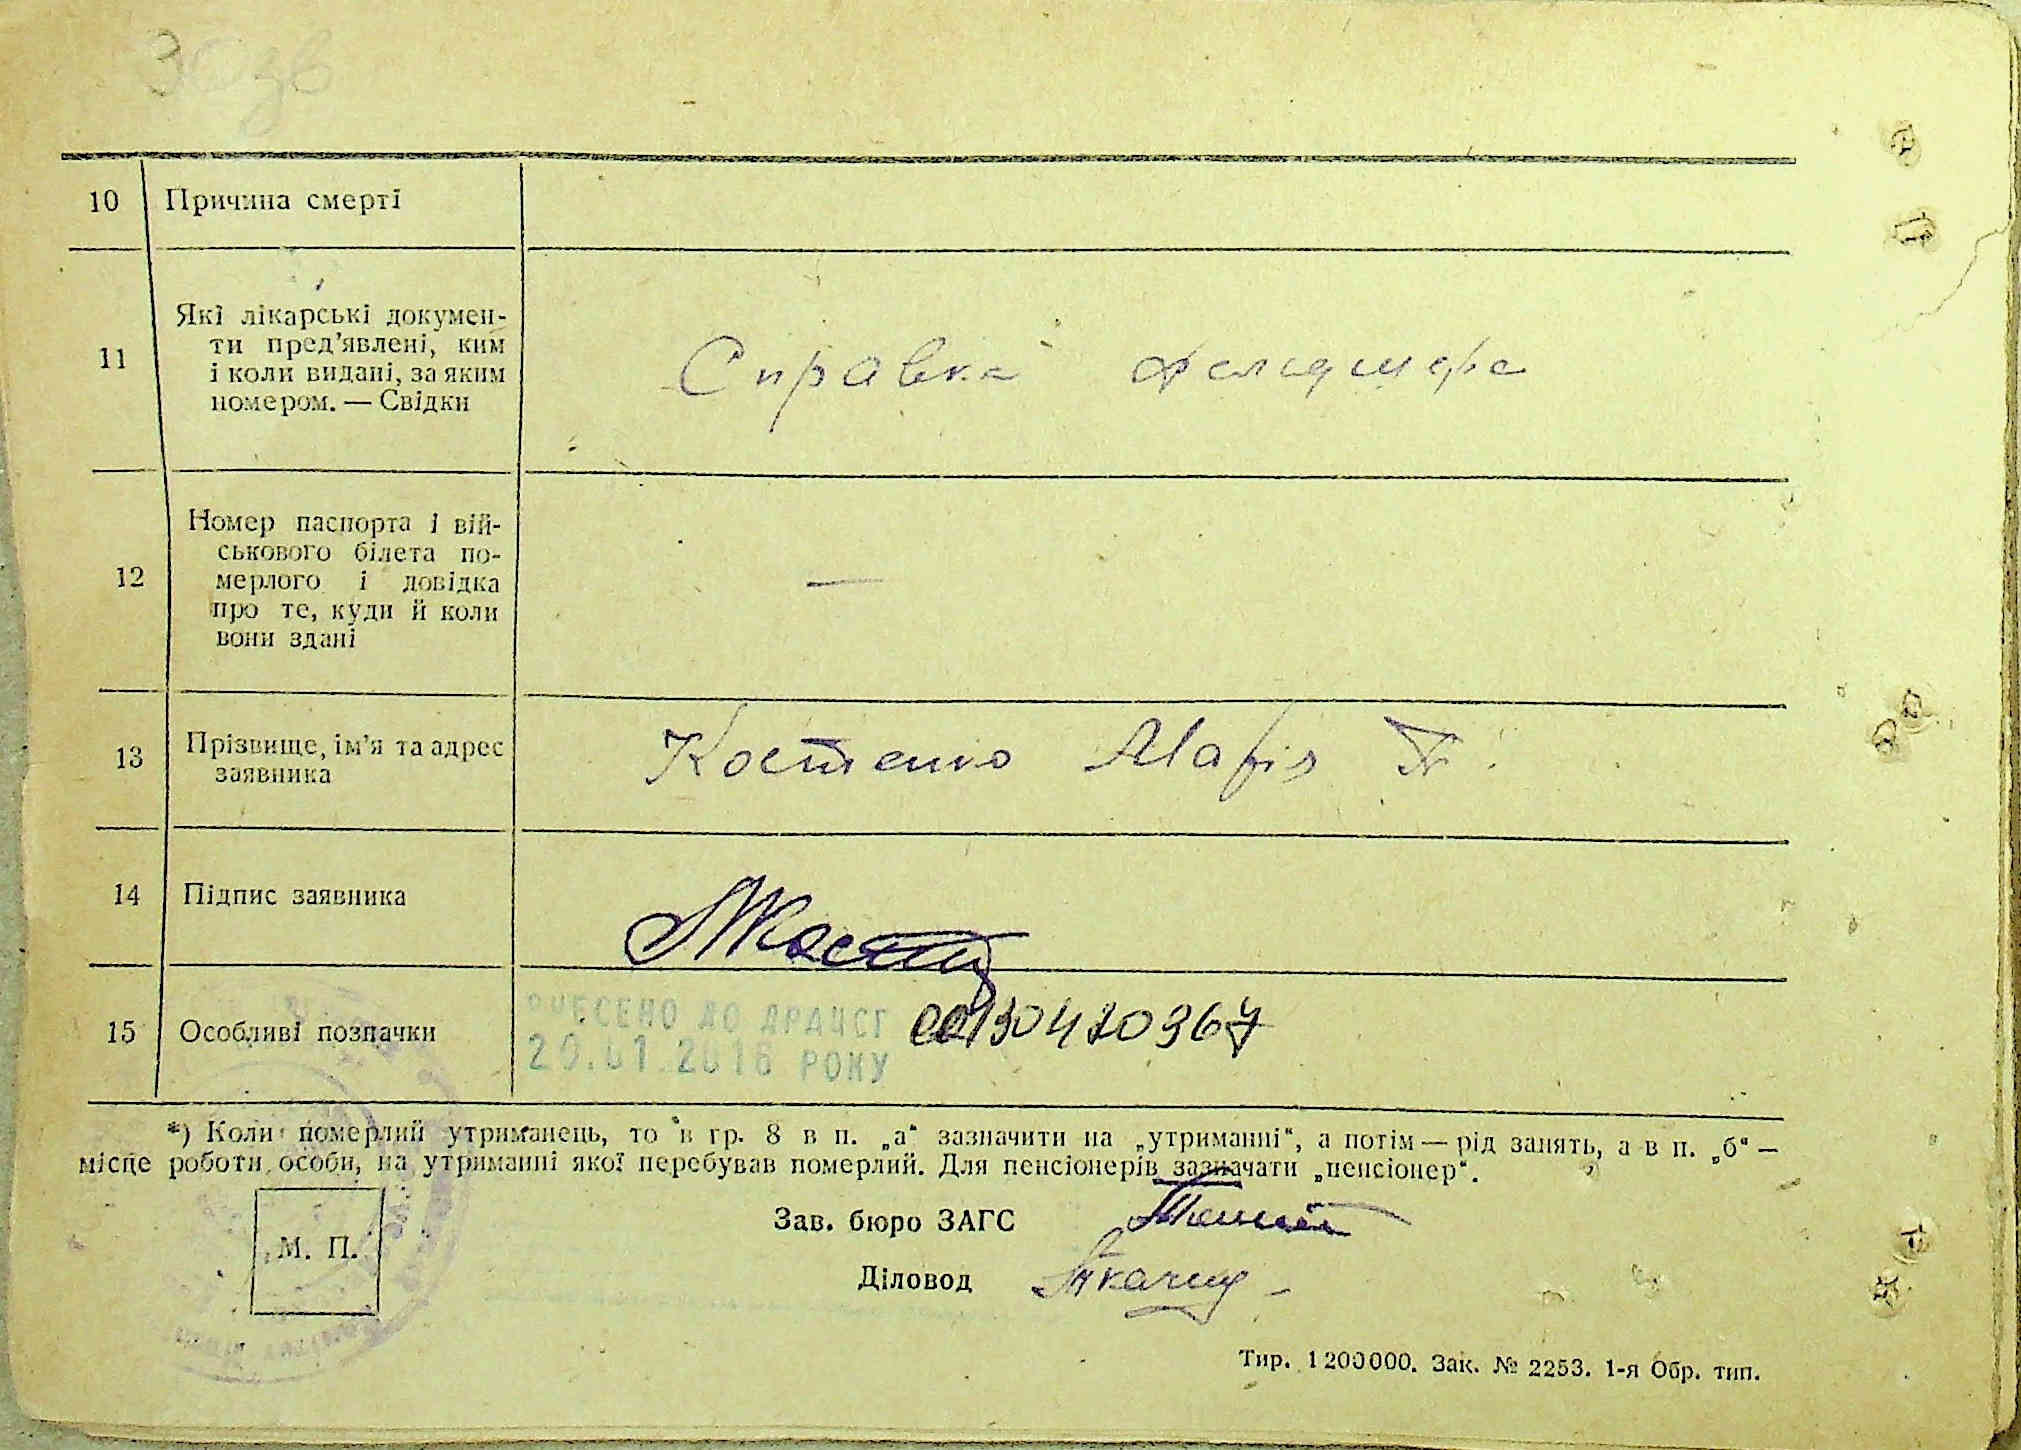 10 Причина смерті
11 Які лікарські докумен-
ти пред’явлені, ким
і коли видані, за яким
номером. — Свідки
Справка фельдшера
12 Номер паспорта і вій-
ськового білета по-
мерлого і довідка
про те, куди й коли
вони здані
—
13 Прізвище, ім’я та адрес
заявника
Костенко Марія
14 Підпис заявника
15 Особливі позначки
ВНЕСЕНО ДО ДРАЦСГ
20.01.2016 РОКУ
*) Коли померлий утриманець, то в гр. 8 в п. „а“ зазначити на „утриманні“, а потім — рід занять, а в п. „б“ —
місце роботи особи, на утриманні якої перебував померлий. Для пенсіонерів зазначати „пенсіонер“.
М. П.
Зав. бюро ЗАГС
Діловод
Тир. 1 200000. Зак. № 2253. 1-я Обр. тип.